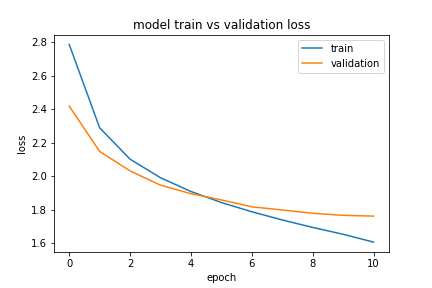 model train vs validation loss
train
validation
loss
2.8
2.6
2.4
2.2
2.0
1.8
1.6
0 2 4 6 8 10
epoch